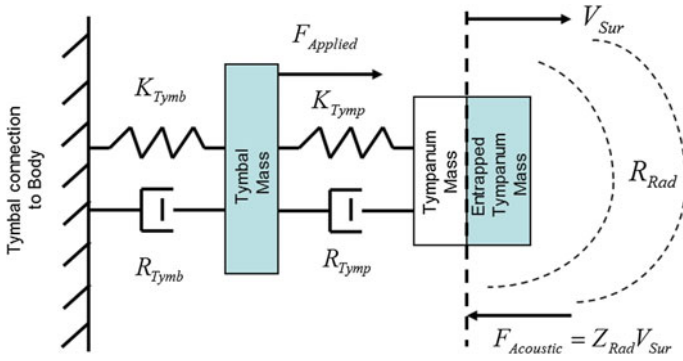 Tymbal connection
to Body
K_Tymb
R_Tymb
Tymbal
Mass
F_Applied
K_Tymp
R_Tymp
Tympanum
Mass
Entrapped
Tympanum
Mass
V_Sur
R_Rad
F_Acoustic = Z_Rad V_Sur